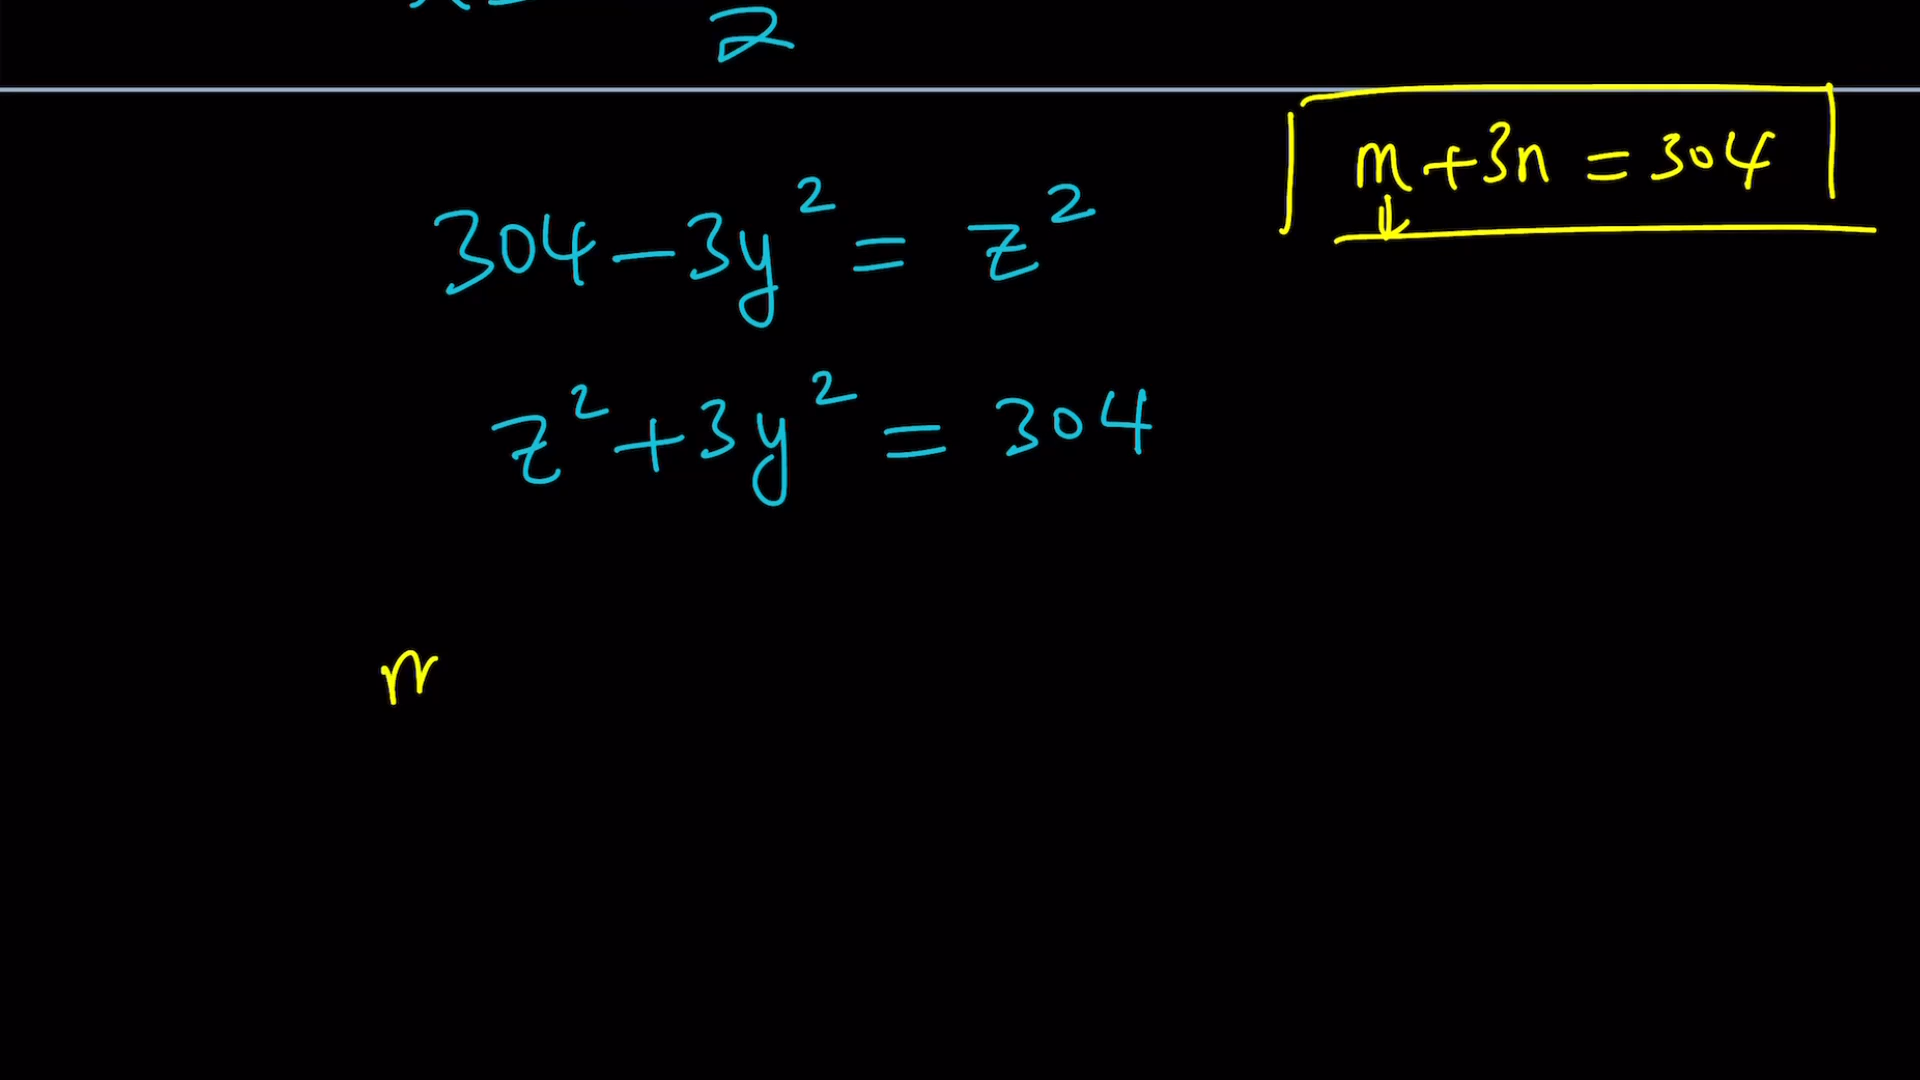 2
m + 3n = 304
304 - 3y² = z²
z² + 3y² = 304
m